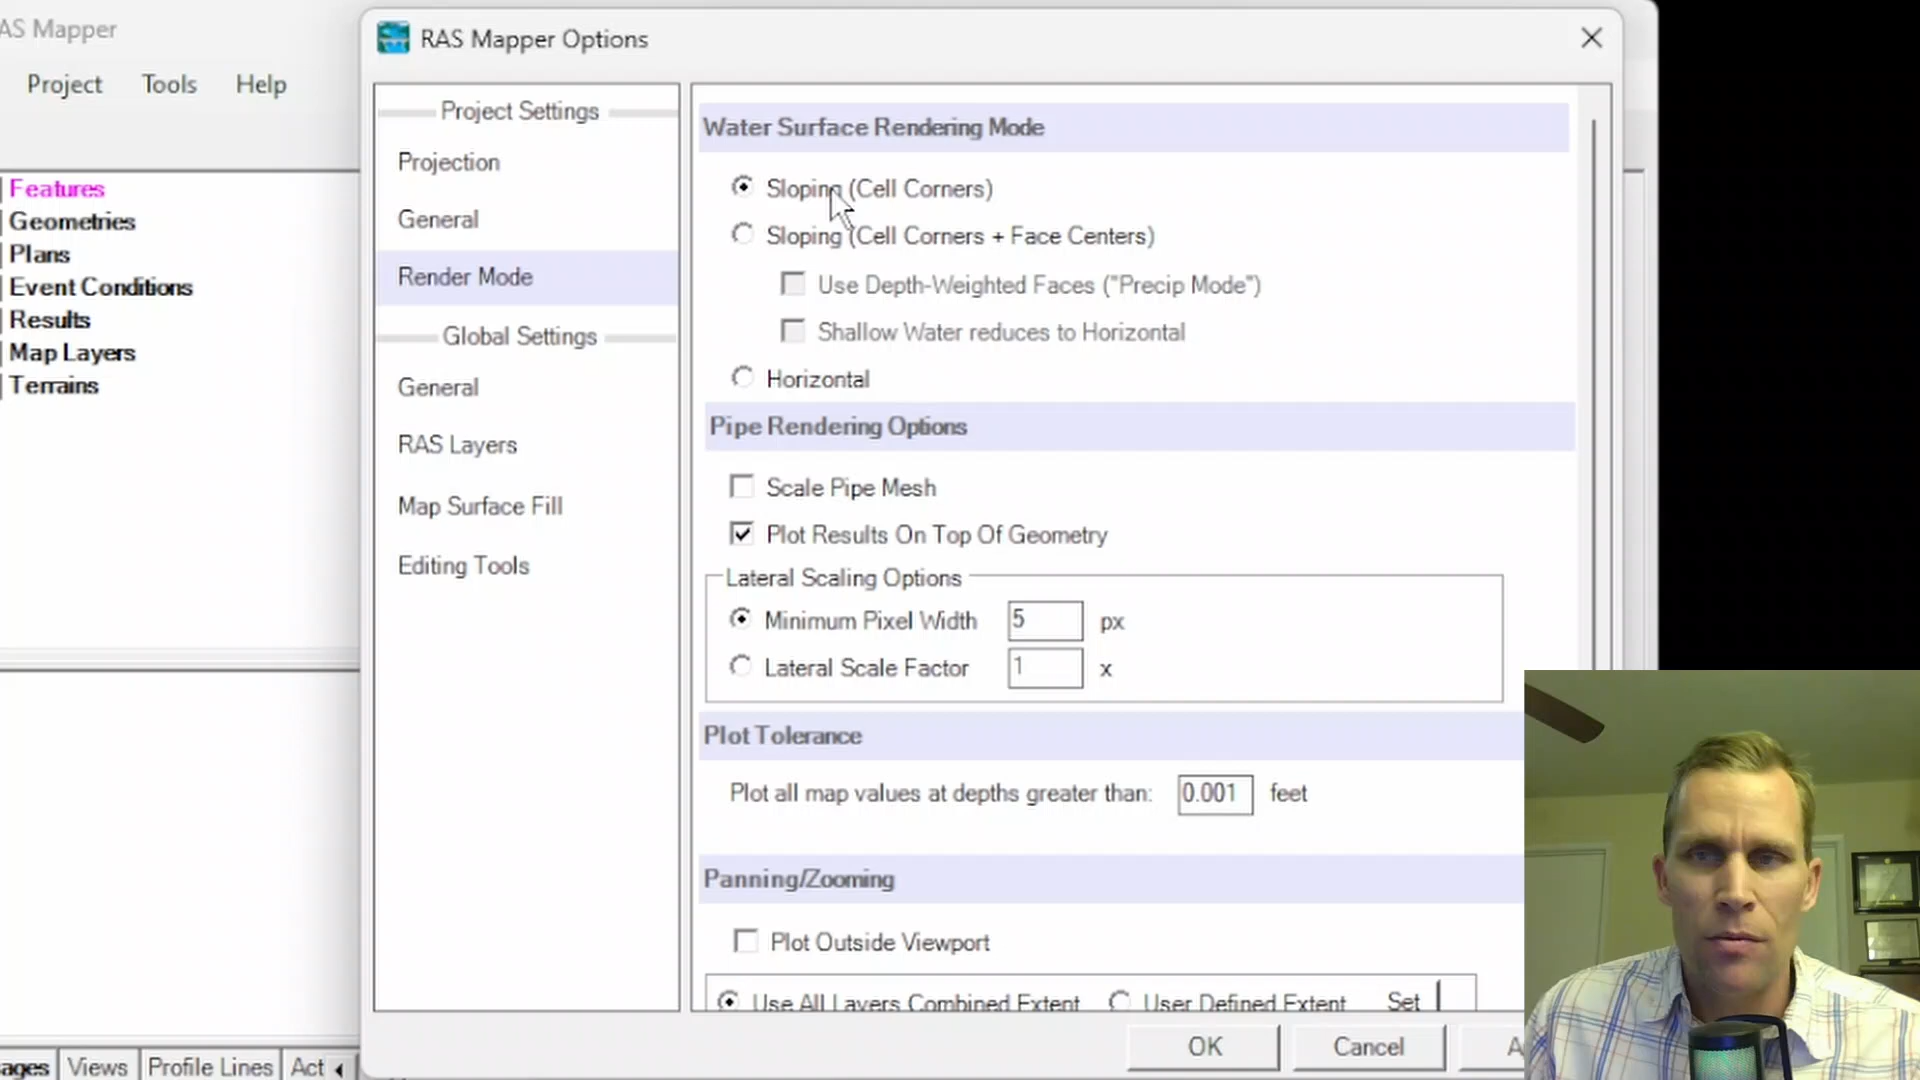 AS Mapper
Project Tools Help
Features
Geometries
Plans
Event Conditions
Results
Map Layers
Terrains
ages Views Profile Lines Act
RAS Mapper Options
Project Settings
Projection
General
Render Mode
Global Settings
General
RAS Layers
Map Surface Fill
Editing Tools
Water Surface Rendering Mode
Sloping (Cell Corners)
Sloping (Cell Corners + Face Centers)
Use Depth-Weighted Faces ("Precip Mode")
Shallow Water reduces to Horizontal
Horizontal
Pipe Rendering Options
Scale Pipe Mesh
Plot Results On Top Of Geometry
Lateral Scaling Options
Minimum Pixel Width 5 px
Lateral Scale Factor 1 x
Plot Tolerance
Plot all map values at depths greater than: 0.001 feet
Panning/Zooming
Plot Outside Viewport
Use All Layers Combined Extent User Defined Extent Set
OK Cancel A